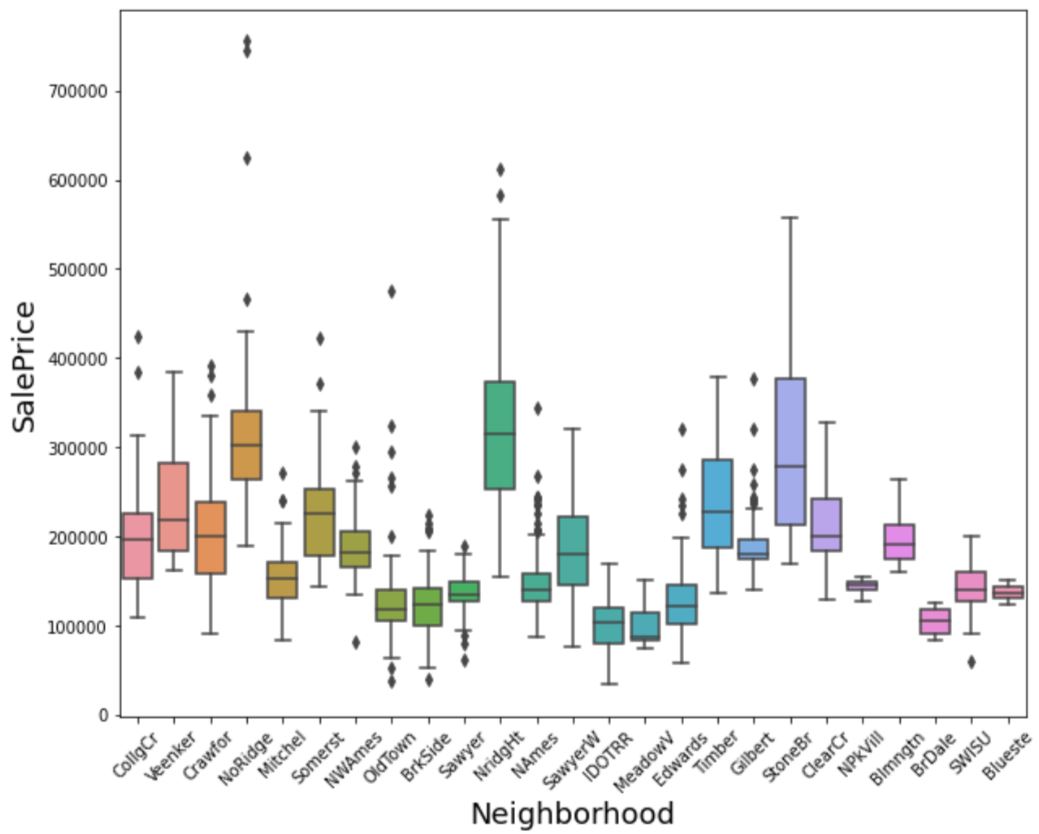 700000
600000
500000
400000
300000
200000
100000
0
SalePrice
CollgCr
Veenker
Crawfor
NoRidge
Mitchel
Somerst
NWAmes
OldTown
BrkSide
Sawyer
NridgHt
NAmes
SawyerW
IDOTRR
MeadowV
Edwards
Timber
Gilbert
StoneBr
ClearCr
NPkVill
Blmngtn
BrDale
SWISU
Blueste
Neighborhood